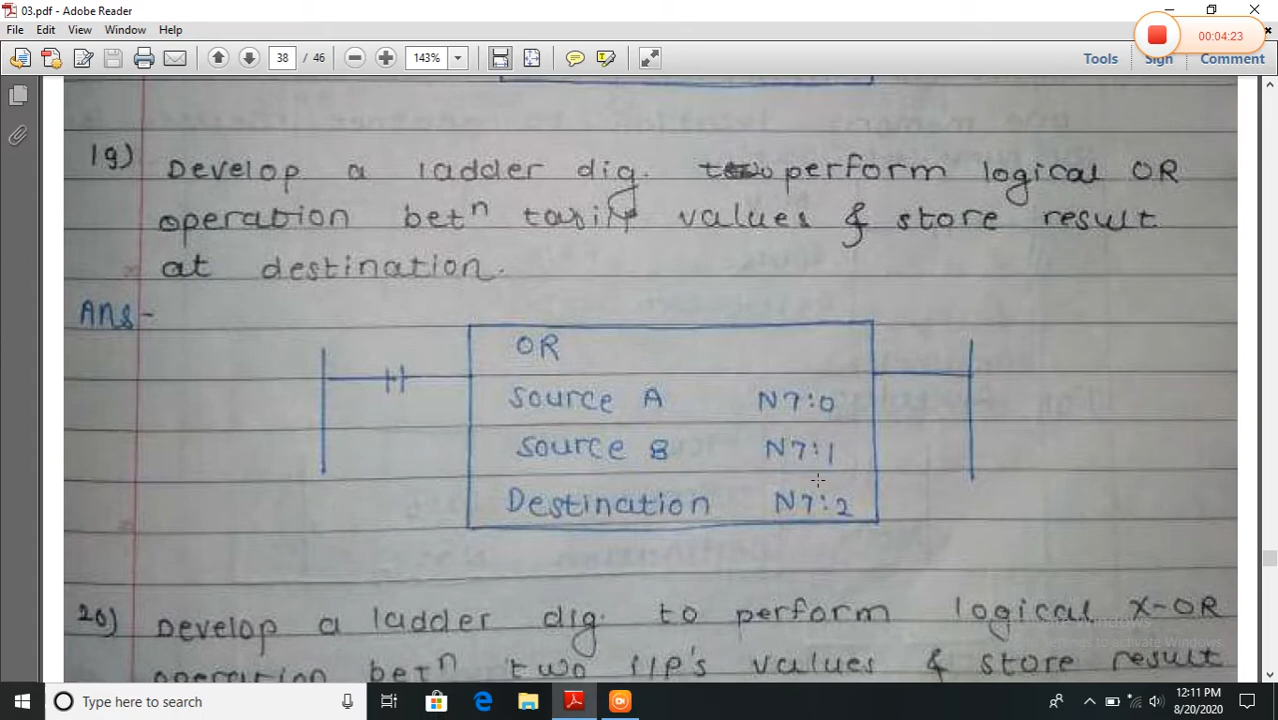 03.pdf - Adobe Reader
File Edit View Window Help
00:04:23
38 / 46 143% Tools Sign Comment
19) Develop a ladder dig. to perform logical OR
operation betⁿ values & store result
at destination.
Ans-
OR
Source A N7:0
Source B N7:1
Destination N7:2
20) Develop a ladder dig. to perform logical X-OR
operation betⁿ two I/P's values & store result
Type here to search
12:11 PM
8/20/2020